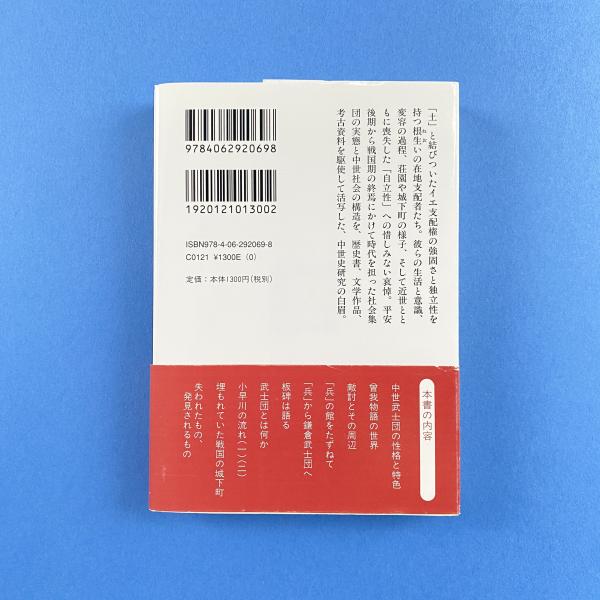 9784062920698
1920121013002
ISBN978-4-06-292069-8
C0121 ¥1300E (0)
定価：本体1300円(税別)
「土」と結びついたイエ支配権の強固さと独立性を
持つ根生いの在地支配者たち。彼らの生活と意識、
変容の過程、荘園や城下町の様子、そして近世とと
もに喪失した「自立性」への惜しみない哀悼。平安
後期から戦国期の終焉にかけて時代を担った社会集
団の実態と中世社会の構造を、歴史書、文学作品、
考古資料を駆使して活写した、中世史研究の白眉。
本書の内容
中世武士団の性格と特色
曾我物語の世界
敵討とその周辺
「兵」の館をたずねて
「兵」から鎌倉武士団へ
板碑は語る
武士団とは何か
小早川の流れ(一)(二)
埋もれていた戦国の城下町
失われたもの、
発見されるもの